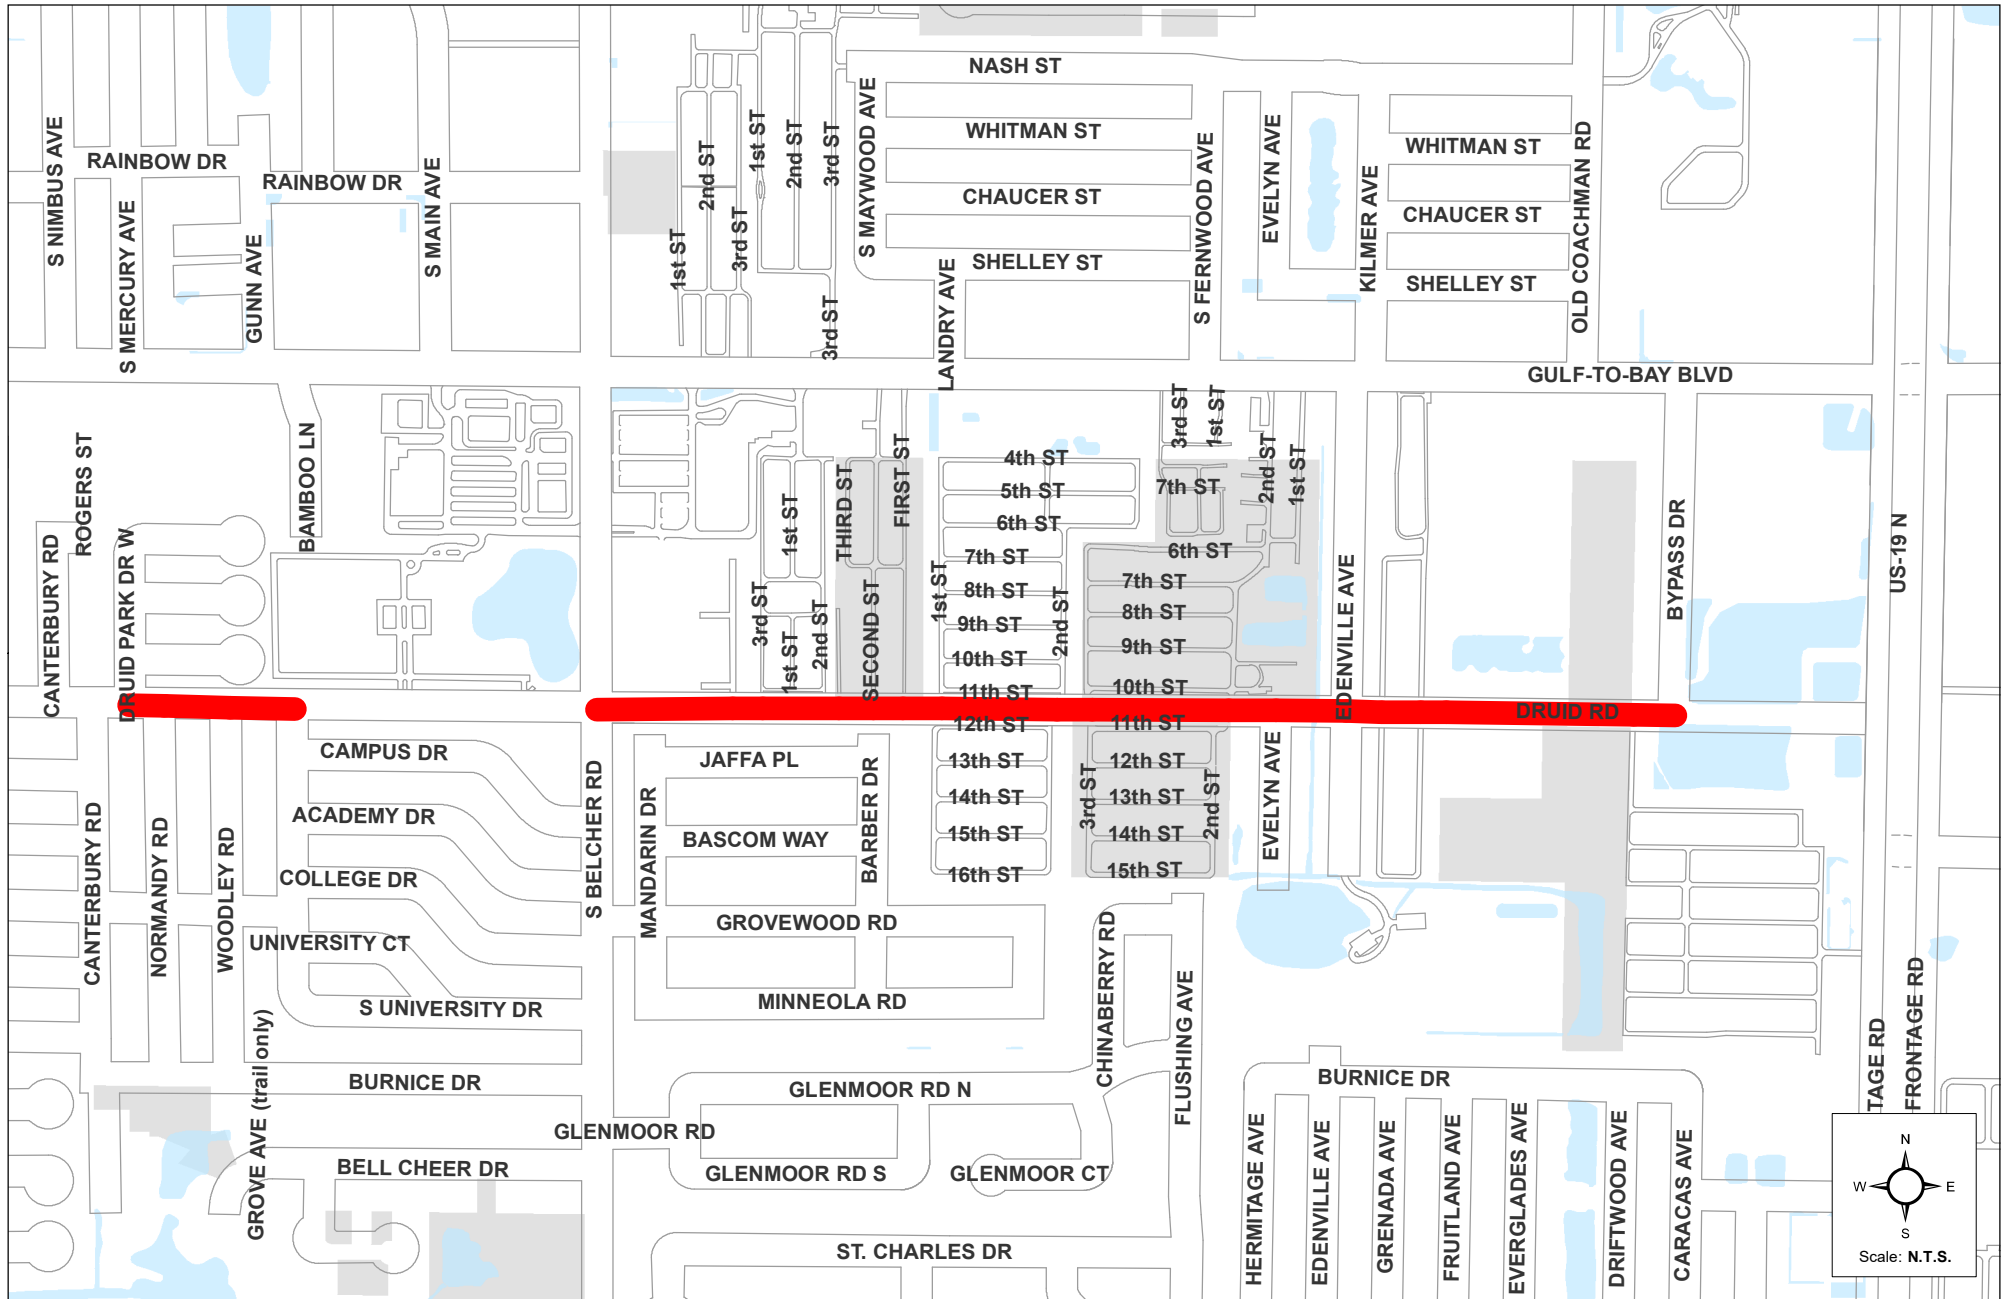 NASH ST
WHITMAN ST
CHAUCER ST
SHELLEY ST
WHITMAN ST
CHAUCER ST
SHELLEY ST
S NIMBUS AVE
RAINBOW DR
RAINBOW DR
S MERCURY AVE
GUNN AVE
S MAIN AVE
1st ST
2nd ST
3rd ST
1st ST
2nd ST
3rd ST
3rd ST
S MAYWOOD AVE
LANDRY AVE
S FERNWOOD AVE
EVELYN AVE
KILMER AVE
OLD COACHMAN RD
GULF-TO-BAY BLVD
ROGERS ST
CANTERBURY RD
DRUID PARK DR W
BAMBOO LN
1st ST
3rd ST
1st ST
2nd ST
THIRD ST
SECOND ST
FIRST ST
1st ST
4th ST
5th ST
6th ST
7th ST
8th ST
9th ST
10th ST
11th ST
12th ST
13th ST
14th ST
15th ST
16th ST
2nd ST
3rd ST
1st ST
2nd ST
1st ST
7th ST
6th ST
7th ST
8th ST
9th ST
10th ST
11th ST
12th ST
13th ST
14th ST
15th ST
3rd ST
2nd ST
EDENVILLE AVE
BYPASS DR
US-19 N
DRUID RD
EVELYN AVE
CAMPUS DR
ACADEMY DR
COLLEGE DR
UNIVERSITY CT
S UNIVERSITY DR
CANTERBURY RD
NORMANDY RD
WOODLEY RD
S BELCHER RD
MANDARIN DR
JAFFA PL
BASCOM WAY
BARBER DR
GROVEWOOD RD
MINNEOLA RD
CHINABERRY RD
FLUSHING AVE
BURNICE DR
GROVE AVE (trail only)
BELL CHEER DR
GLENMOOR RD N
GLENMOOR RD
GLENMOOR RD S
GLENMOOR CT
ST. CHARLES DR
BURNICE DR
HERMITAGE AVE
EDENVILLE AVE
GRENADA AVE
FRUITLAND AVE
EVERGLADES AVE
DRIFTWOOD AVE
CARACAS AVE
TAGE RD
FRONTAGE RD
N
W E
S
Scale: N.T.S.